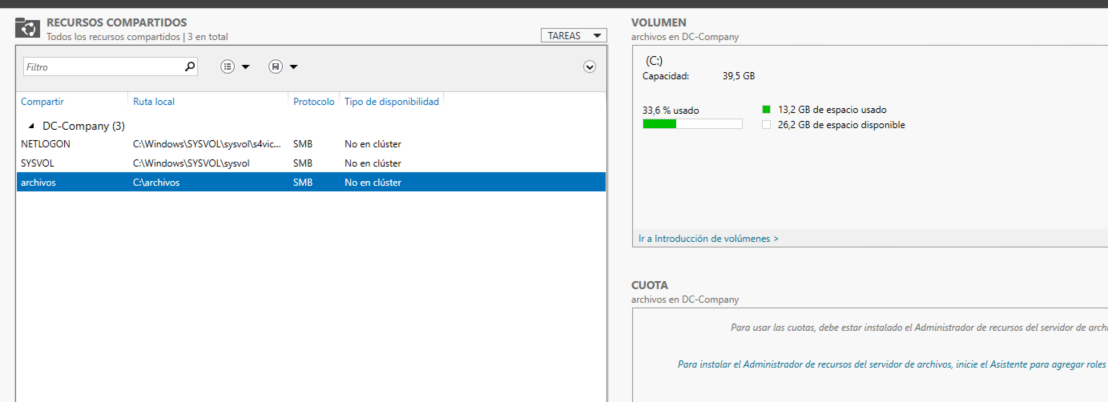 RECURSOS COMPARTIDOS
Todos los recursos compartidos | 3 en total
TAREAS
Filtro
Compartir Ruta local Protocolo Tipo de disponibilidad
DC-Company (3)
NETLOGON C:\Windows\SYSVOL\sysvol\s4vic... SMB No en clúster
SYSVOL C:\Windows\SYSVOL\sysvol SMB No en clúster
archivos C:\archivos SMB No en clúster
VOLUMEN
archivos en DC-Company
(C:)
Capacidad: 39,5 GB
33,6 % usado
13,2 GB de espacio usado
26,2 GB de espacio disponible
Ir a Introducción de volúmenes >
CUOTA
archivos en DC-Company
Para usar las cuotas, debe estar instalado el Administrador de recursos del servidor de archi
Para instalar el Administrador de recursos del servidor de archivos, inicie el Asistente para agregar roles